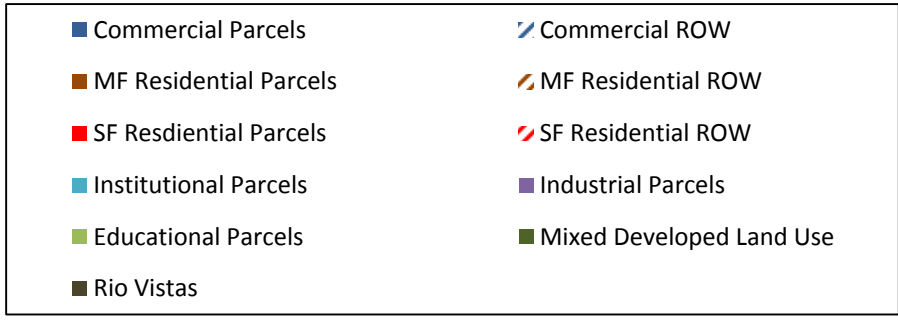 Commercial Parcels Commercial ROW
MF Residential Parcels MF Residential ROW
SF Resdiential Parcels SF Residential ROW
Institutional Parcels Industrial Parcels
Educational Parcels Mixed Developed Land Use
Rio Vistas